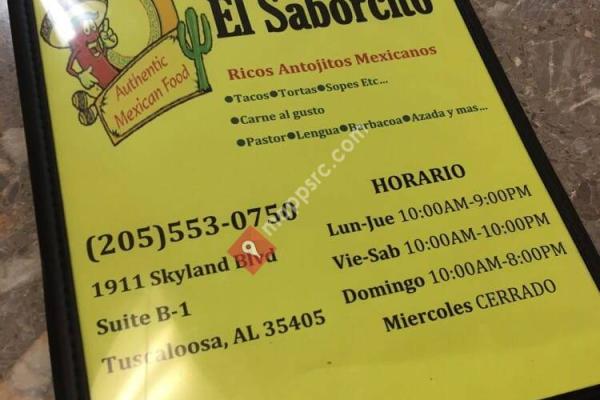 El Saborcito
Authentic
Mexican Food
Ricos Antojitos Mexicanos
•Tacos•Tortas•Sopes Etc...
•Carne al gusto
•Pastor•Lengua•Barbacoa•Azada y mas...
(205)553-0750
1911 Skyland Blvd
Suite B-1
Tuscaloosa, AL 35405
HORARIO
Lun-Jue 10:00AM-9:00PM
Vie-Sab 10:00AM-10:00PM
Domingo 10:00AM-8:00PM
Miercoles CERRADO